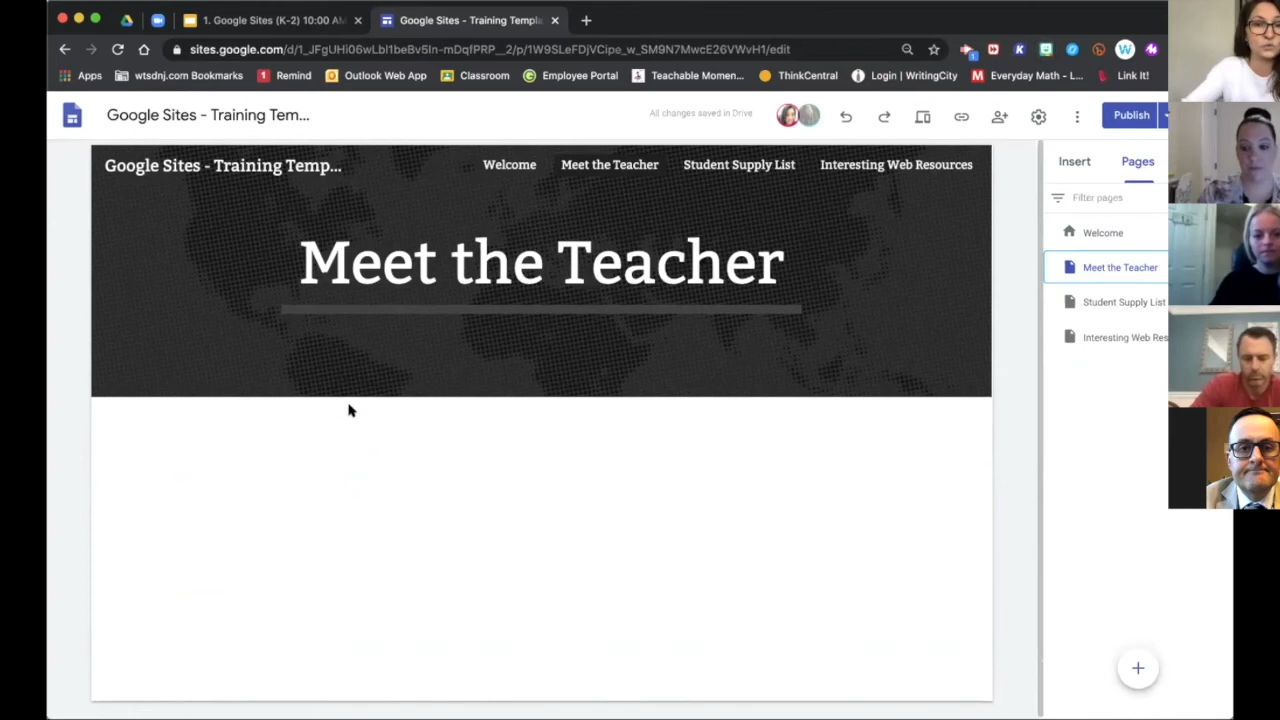 1. Google Sites (K-2) 10:00 AM
Google Sites - Training Templa
sites.google.com/d/1_JFgUHi06wLbl1beBv5In-mDqfPRP__2/p/1W9SLeFDjVCipe_w_SM9N7MwcE26VWvH1/edit
Apps
wtsdnj.com Bookmarks
Remind
Outlook Web App
Classroom
Employee Portal
Teachable Momen...
ThinkCentral
Login | WritingCity
Everyday Math - L...
Link It!
Google Sites - Training Tem...
All changes saved in Drive
Publish
Google Sites - Training Temp...
Welcome
Meet the Teacher
Student Supply List
Interesting Web Resources
Meet the Teacher
Insert
Pages
Filter pages
Welcome
Meet the Teacher
Student Supply List
Interesting Web Res